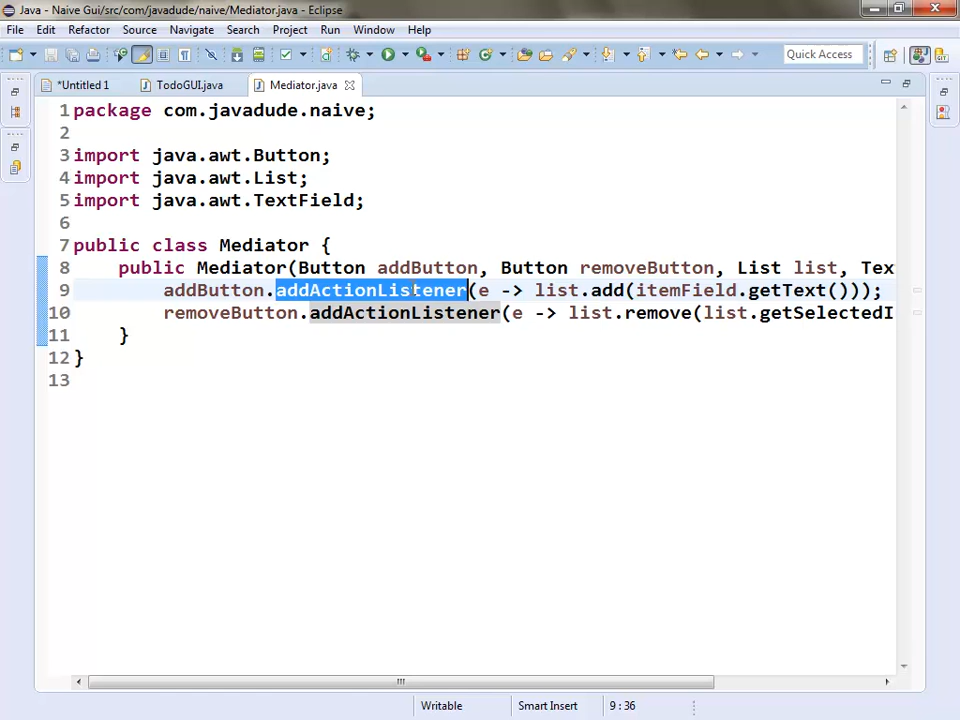 Java - Naive Gui/src/com/javadude/naive/Mediator.java - Eclipse
File Edit Refactor Source Navigate Search Project Run Window Help
Quick Access
*Untitled 1 TodoGUI.java Mediator.java
1 package com.javadude.naive;
2
3 import java.awt.Button;
4 import java.awt.List;
5 import java.awt.TextField;
6
7 public class Mediator {
8 public Mediator(Button addButton, Button removeButton, List list, Tex
9 addButton.addActionListener(e -> list.add(itemField.getText()));
10 removeButton.addActionListener(e -> list.remove(list.getSelectedI
11 }
12 }
13
Writable Smart Insert 9 : 36